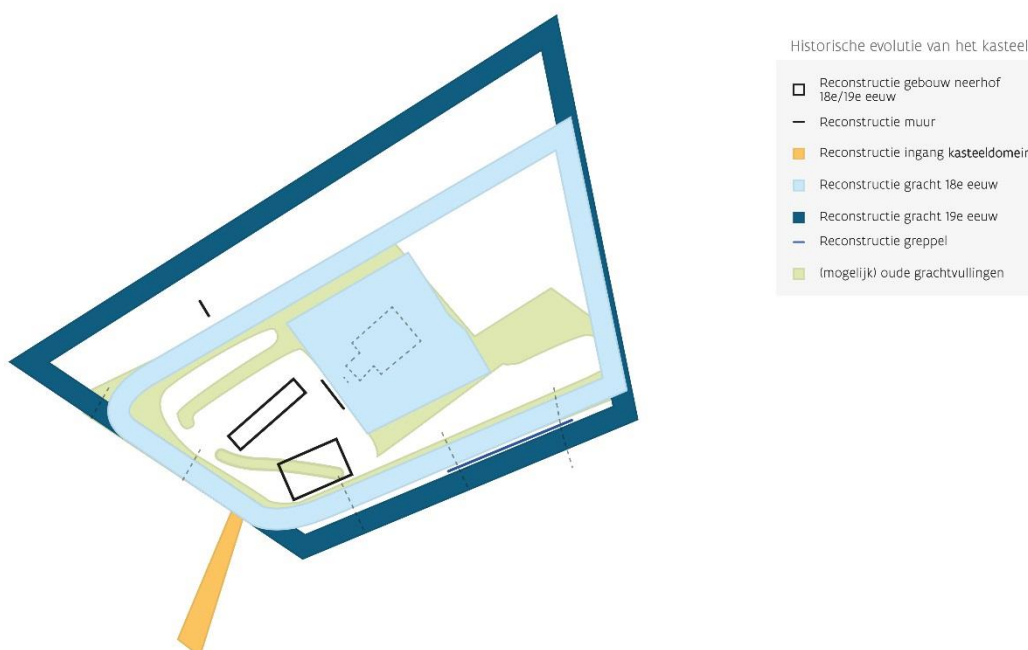 Historische evolutie van het kasteel
Reconstructie gebouw neerhof
18e/19e eeuw
Reconstructie muur
Reconstructie ingang kasteeldomein
Reconstructie gracht 18e eeuw
Reconstructie gracht 19e eeuw
Reconstructie greppel
(mogelijk) oude grachtvullingen